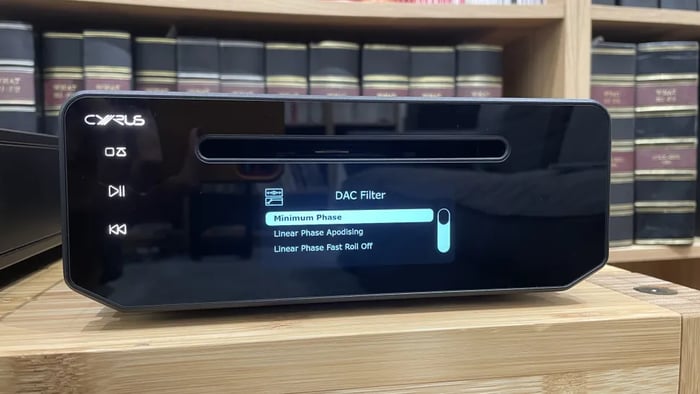 CYRUS
DAC Filter
Minimum Phase
Linear Phase Apodising
Linear Phase Fast Roll Off